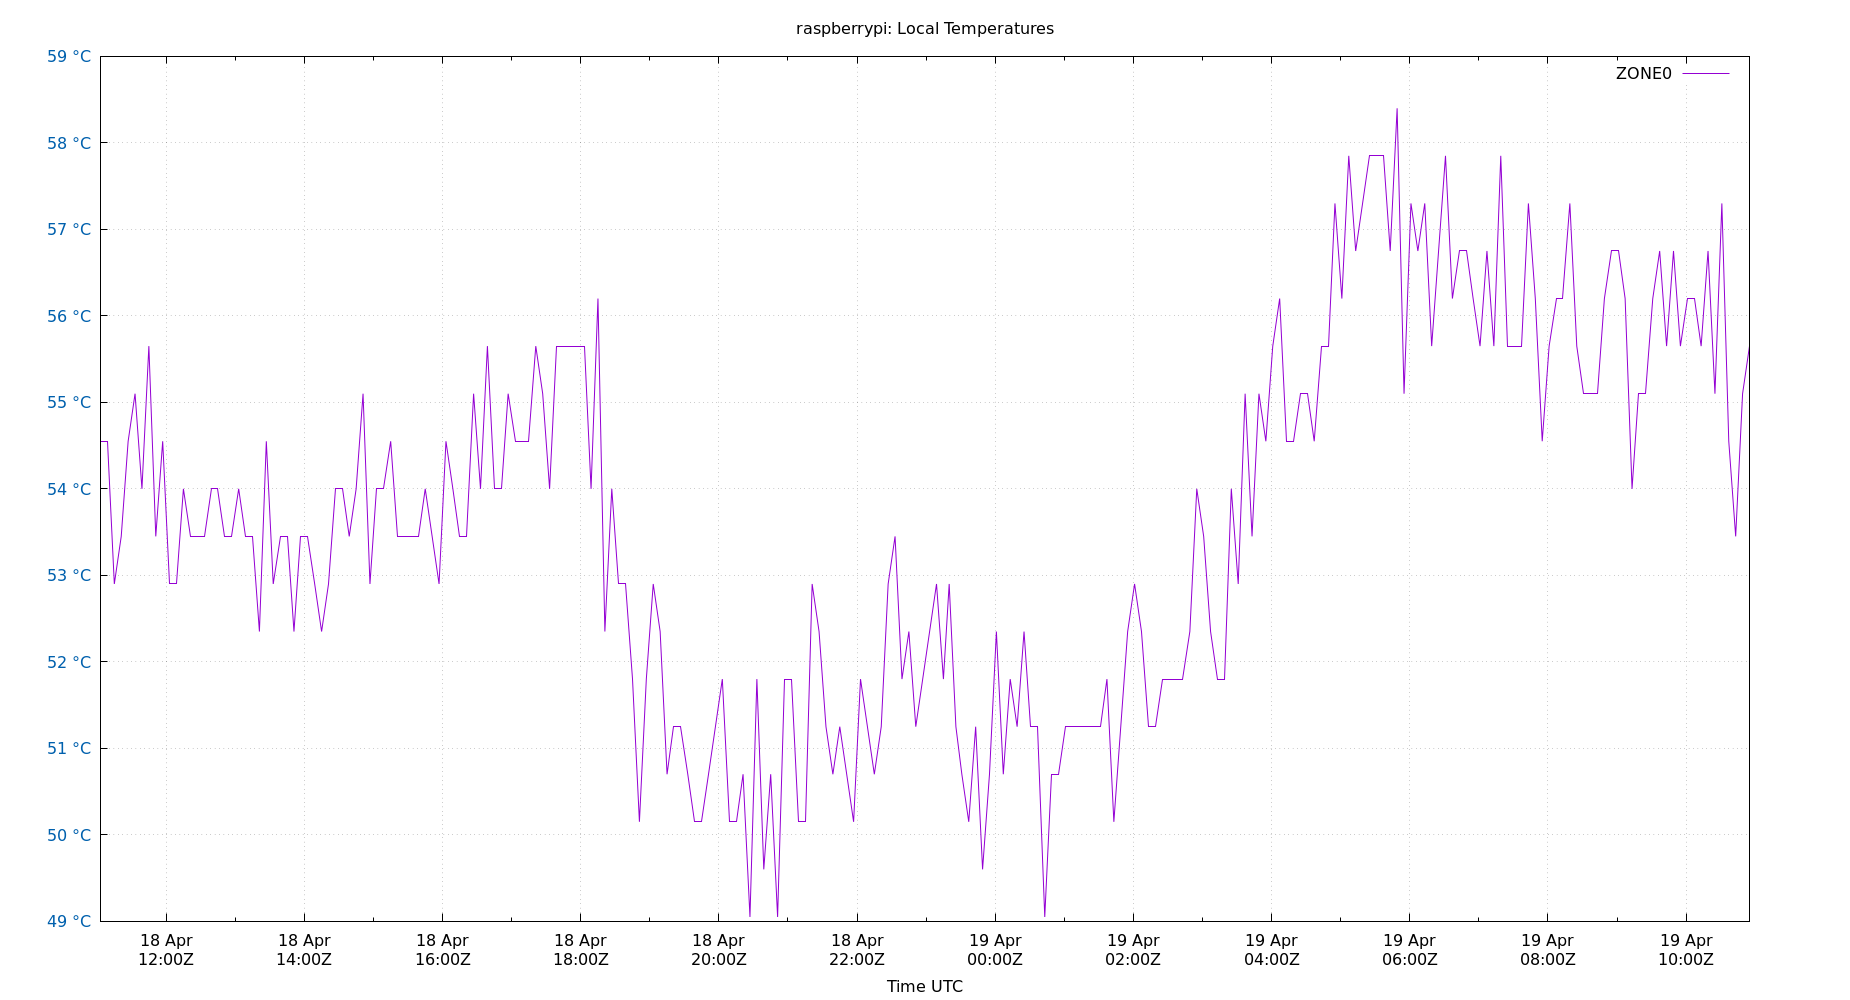 raspberrypi: Local Temperatures
59 °C
58 °C
57 °C
56 °C
55 °C
54 °C
53 °C
52 °C
51 °C
50 °C
49 °C
ZONE0
18 Apr 18 Apr 18 Apr 18 Apr 18 Apr 18 Apr 19 Apr 19 Apr 19 Apr 19 Apr 19 Apr 19 Apr
12:00Z 14:00Z 16:00Z 18:00Z 20:00Z 22:00Z 00:00Z 02:00Z 04:00Z 06:00Z 08:00Z 10:00Z
Time UTC